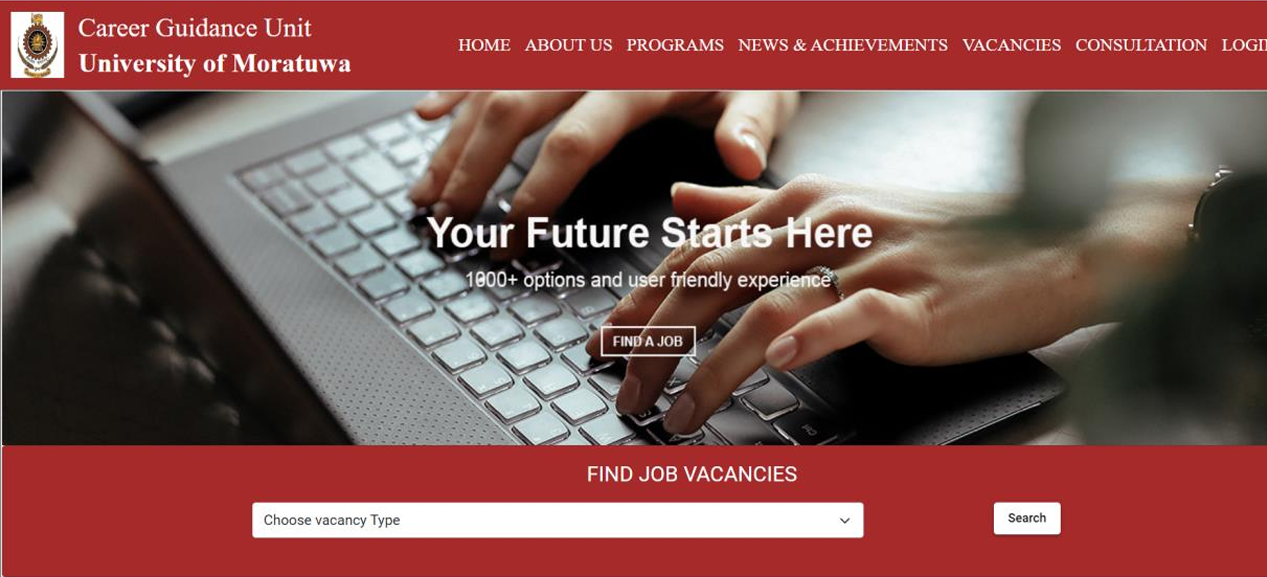 Career Guidance Unit
University of Moratuwa
HOME ABOUT US PROGRAMS NEWS & ACHIEVEMENTS VACANCIES CONSULTATION LOGI
Your Future Starts Here
1000+ options and user friendly experience
FIND A JOB
FIND JOB VACANCIES
Choose vacancy Type
Search